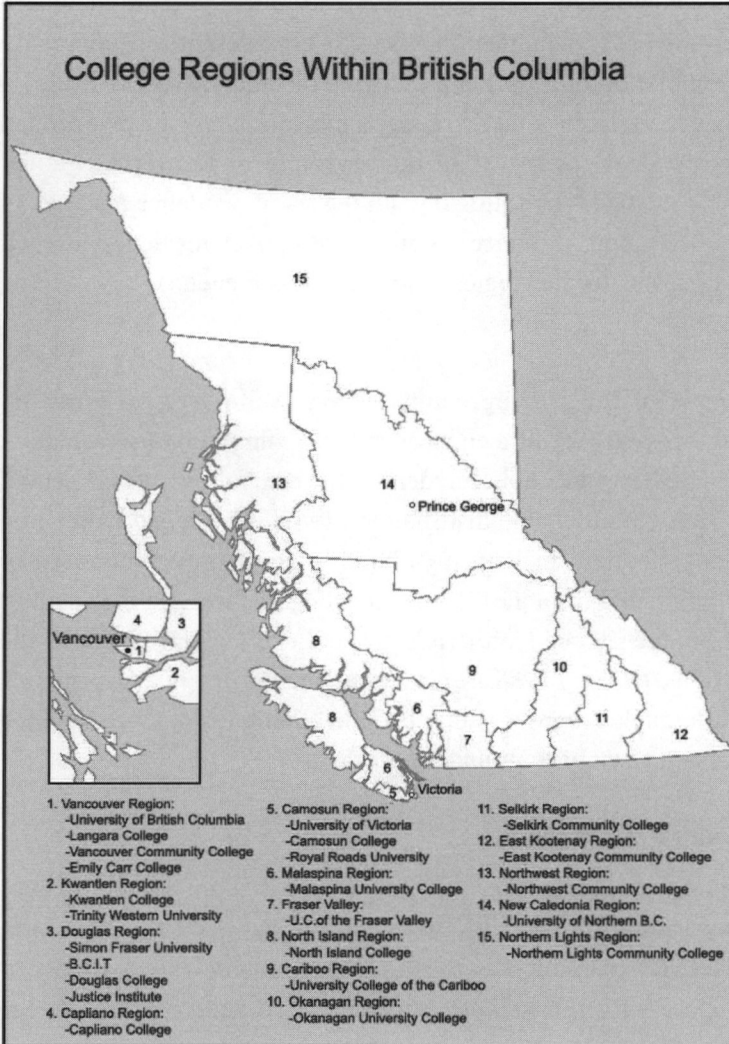 College Regions Within British Columbia
15
13
14
Prince George
4
3
Vancouver
1
2
8
9
10
8
6
7
11
12
6
5
Victoria
1. Vancouver Region:
-University of British Columbia
-Langara College
-Vancouver Community College
-Emily Carr College
2. Kwantlen Region:
-Kwantlen College
-Trinity Western University
3. Douglas Region:
-Simon Fraser University
-B.C.I.T
-Douglas College
-Justice Institute
4. Capliano Region:
-Capliano College
5. Camosun Region:
-University of Victoria
-Camosun College
-Royal Roads University
6. Malaspina Region:
-Malaspina University College
7. Fraser Valley:
-U.C.of the Fraser Valley
8. North Island Region:
-North Island College
9. Cariboo Region:
-University College of the Cariboo
10. Okanagan Region:
-Okanagan University College
11. Selkirk Region:
-Selkirk Community College
12. East Kootenay Region:
-East Kootenay Community College
13. Northwest Region:
-Northwest Community College
14. New Caledonia Region:
-University of Northern B.C.
15. Northern Lights Region:
-Northern Lights Community College